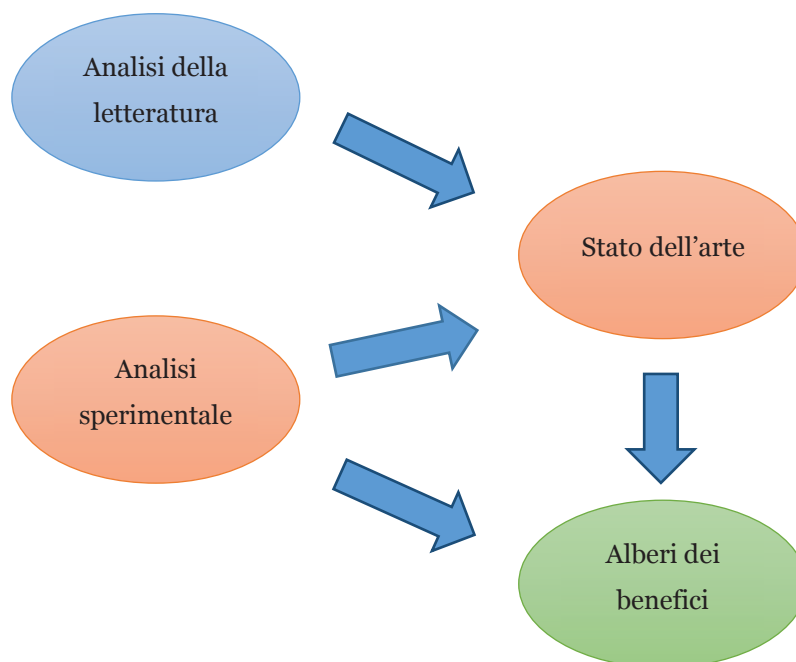 Analisi della
letteratura
Stato dell’arte
Analisi
sperimentale
Alberi dei
benefici